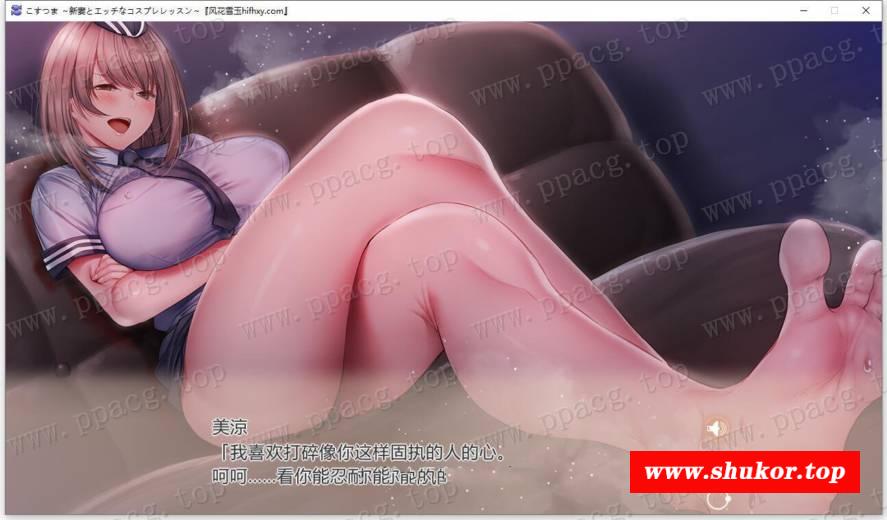 こすつま ～新妻とエッチなコスプレレッスン～『风花雪玉hifhxy.com』
www.ppacg.top
美涼
「我喜欢打碎像你这样固执的人的心。
呵呵......看你能忍耐
www.shukor.top